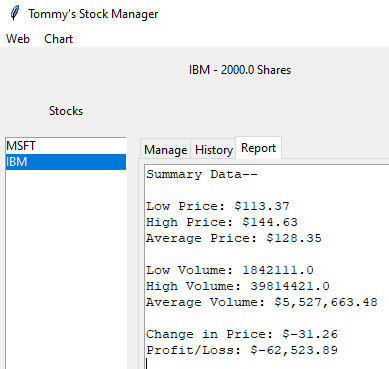 Tommy's Stock Manager
Web Chart
IBM - 2000.0 Shares
Stocks
MSFT
IBM
Manage History Report
Summary Data--
Low Price: $113.37
High Price: $144.63
Average Price: $128.35
Low Volume: 1842111.0
High Volume: 39814421.0
Average Volume: $5,527,663.48
Change in Price: $-31.26
Profit/Loss: $-62,523.89